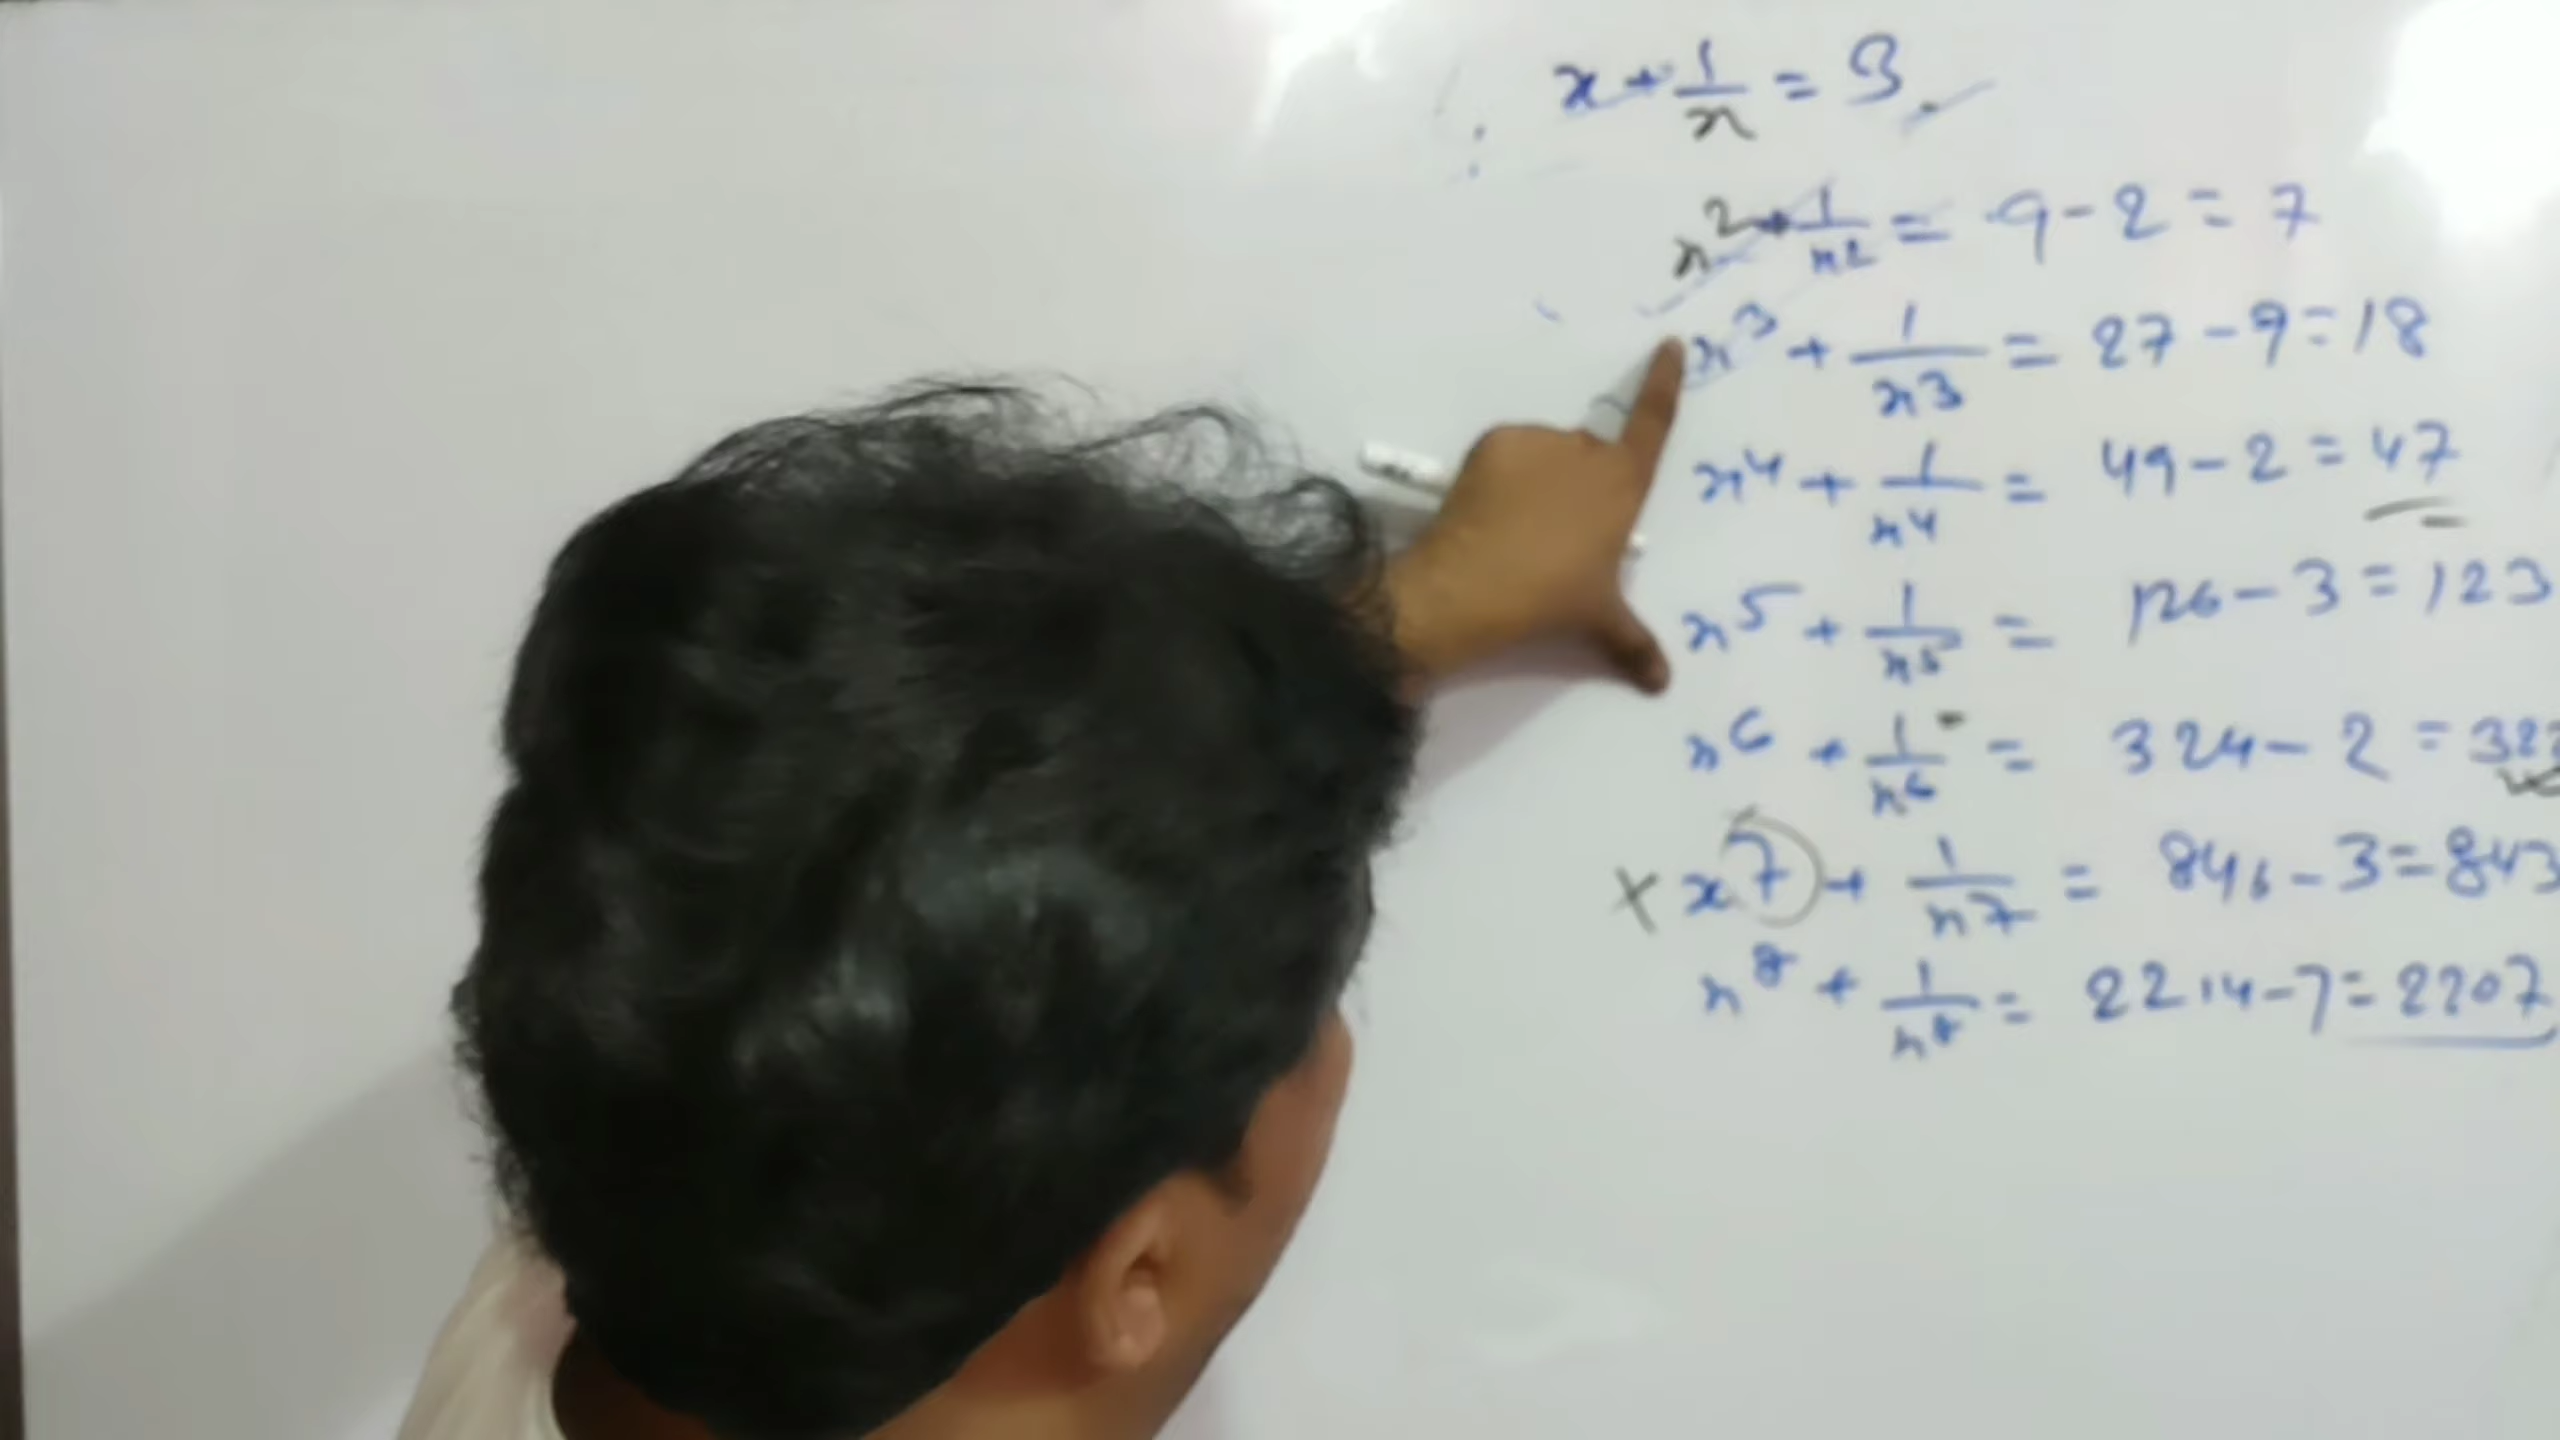 x + 1/x = 3
x² + 1/x² = 9 - 2 = 7
x³ + 1/x³ = 27 - 9 = 18
x⁴ + 1/x⁴ = 49 - 2 = 47
x⁵ + 1/x⁵ = 126 - 3 = 123
x⁶ + 1/x⁶ = 324 - 2 = 322
× x⁷ + 1/x⁷ = 846 - 3 = 843
x⁸ + 1/x⁸ = 2214 - 7 = 2207